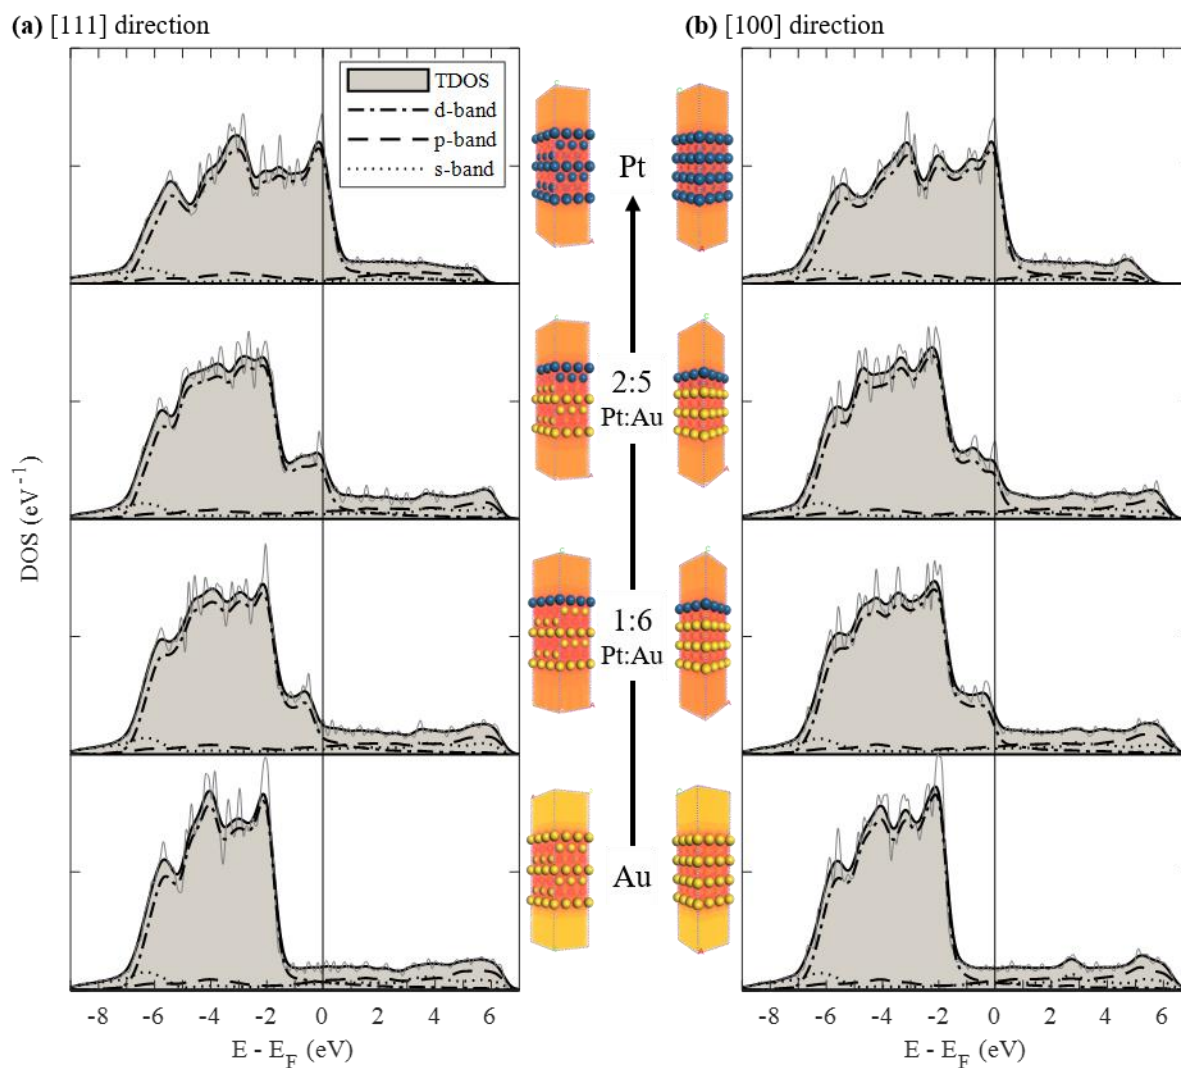 (a) [111] direction
(b) [100] direction
TDOS
d-band
p-band
s-band
Pt
2:5
Pt:Au
1:6
Pt:Au
Au
DOS (eV⁻¹)
-8 -6 -4 -2 0 2 4 6
-8 -6 -4 -2 0 2 4 6
E - E_F (eV)
E - E_F (eV)